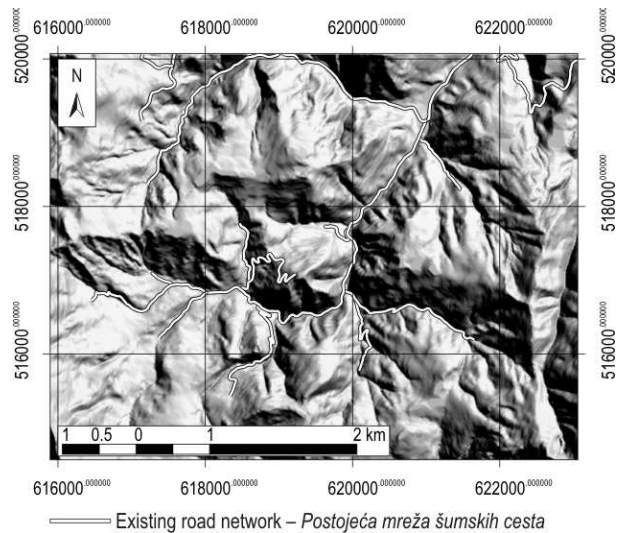 616000.000000 618000.000000 620000.000000 622000.000000
520000.000000 520000.000000
N
518000.000000 518000.000000
516000.000000 516000.000000
1 0.5 0 1 2 km
616000.000000 618000.000000 620000.000000 622000.000000
Existing road network – Postojeća mreža šumskih cesta